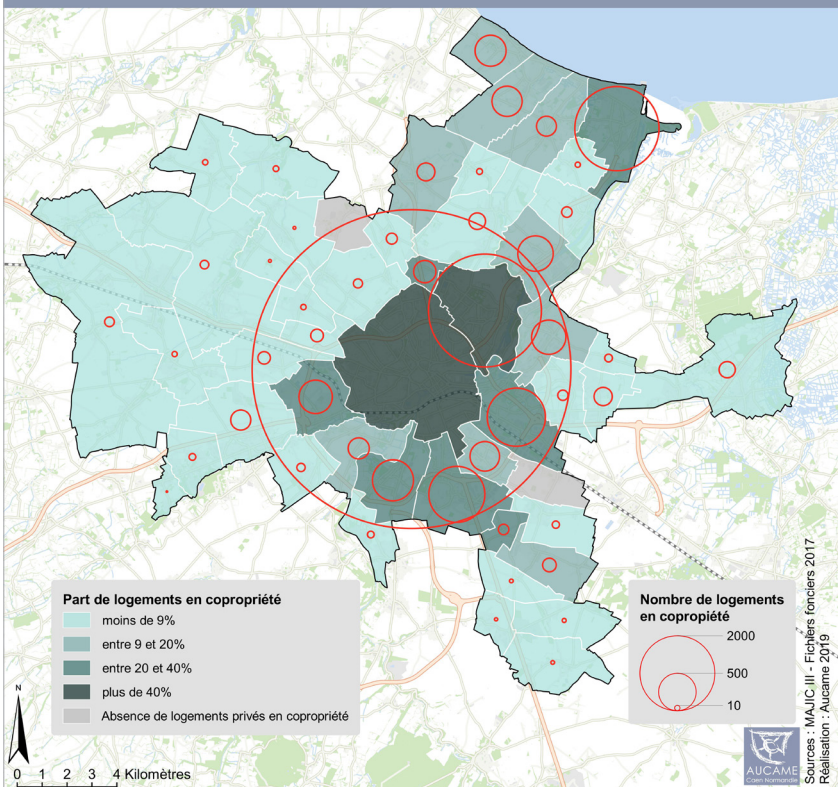 Part de logements en copropriété
moins de 9%
entre 9 et 20%
entre 20 et 40%
plus de 40%
Absence de logements privés en copropriété
Nombre de logements
en copropiété
2000
500
10
N
0 1 2 3 4 Kilomètres
AUCAME
Caen Normandie
Sources : MAJIC III - Fichiers fonciers 2017
Réalisation : Aucame 2019